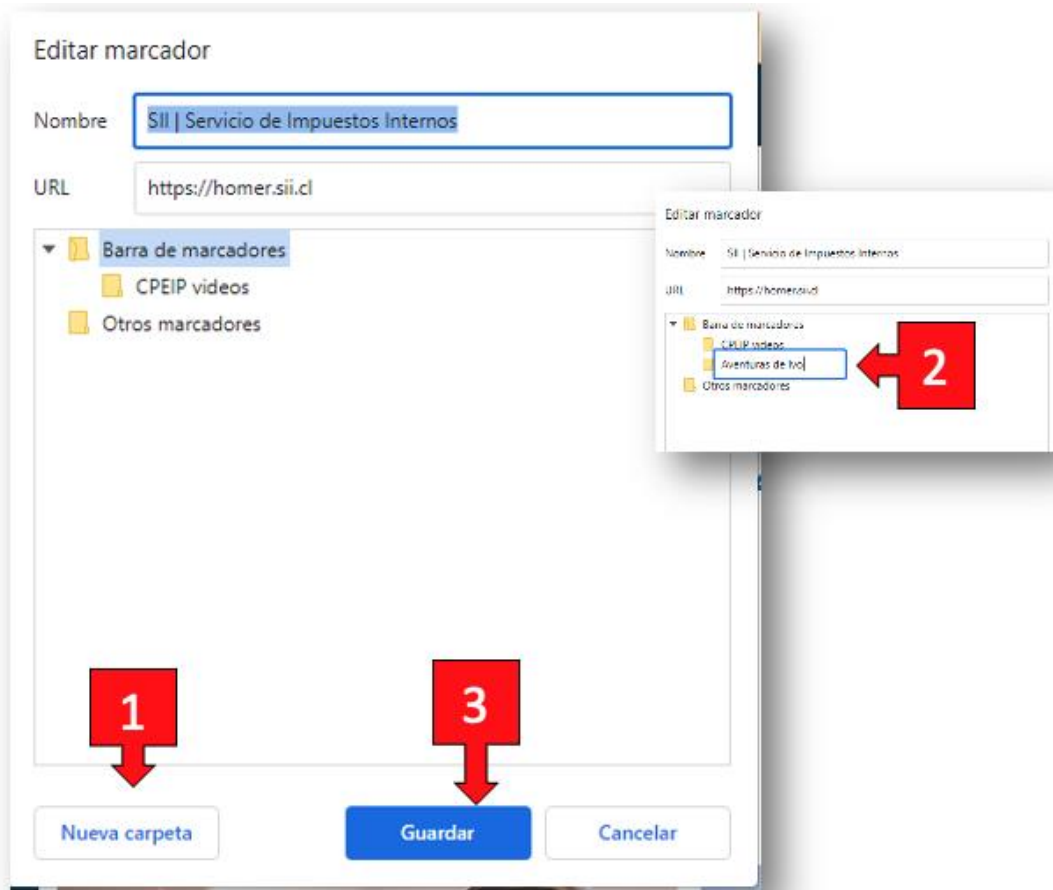 Editar marcador
Nombre SII | Servicio de Impuestos Internos
URL https://homer.sii.cl
Barra de marcadores
CPEIP videos
Otros marcadores
1
3
Nueva carpeta Guardar Cancelar
Editar marcador
Nombre SII | Servicio de Impuestos Internos
URL https://homer.sii.cl
Barra de marcadores
CPEIP videos
Aventuras de Ivo
Otros marcadores
2